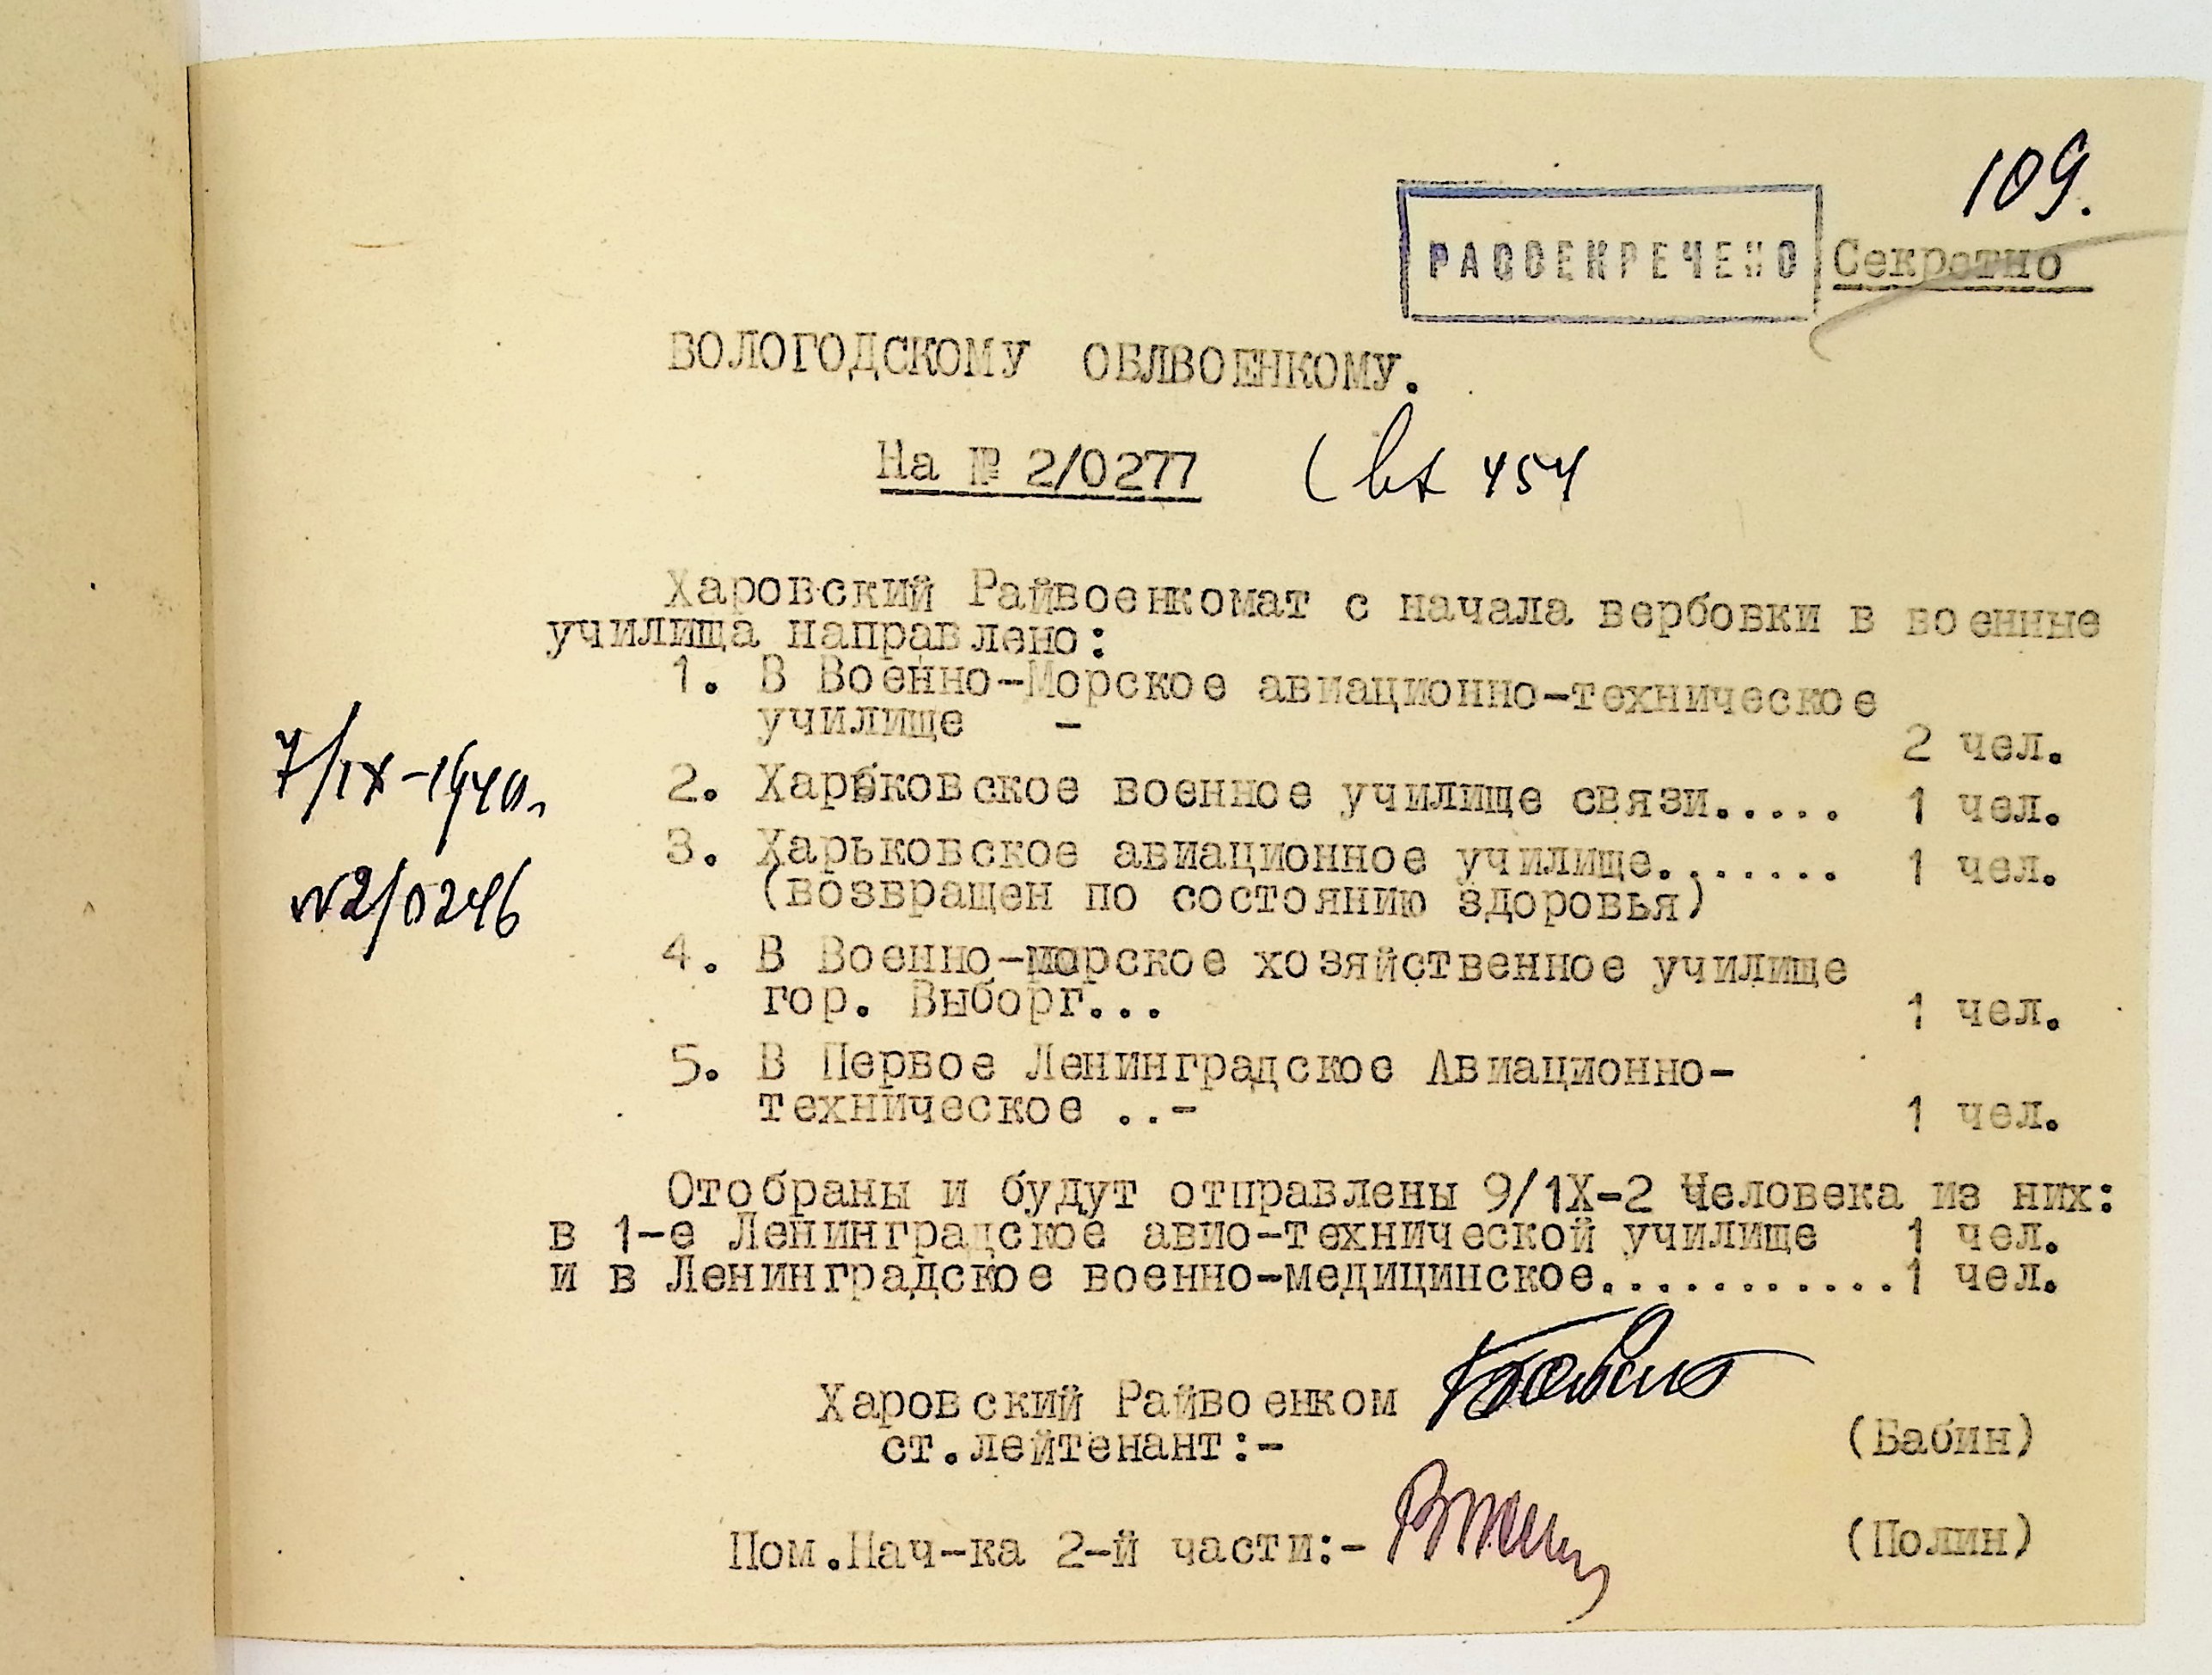 109.
РАССЕКРЕЧЕНО Секретно
ВОЛОГОДСКОМУ ОБЛВОЕНКОМУ.
На № 2/0277 (вх 454
Харовский Райвоенкомат с начала вербовки в военные
училища направлено:
1. В Военно-Морское авиационно-техническое
училище - 2 чел.
7/IX-1940г.
2. Харьковское военное училище связи..... 1 чел.
3. Харьковское авиационное училище....... 1 чел.
(возвращен по состоянию здоровья)
№2/0246
4. В Военно-морское хозяйственное училище
гор. Выборг... 1 чел.
5. В Первое Ленинградское Авиационно-
техническое ..- 1 чел.
Отобраны и будут отправлены 9/1Х-2 Человека из них:
в 1-е Ленинградское авио-технической училище 1 чел.
и в Ленинградское военно-медицинское............1 чел.
Харовский Райвоенком
ст.лейтенант:- (Бабин)
Пом.Нач-ка 2-й части:- (Полин)